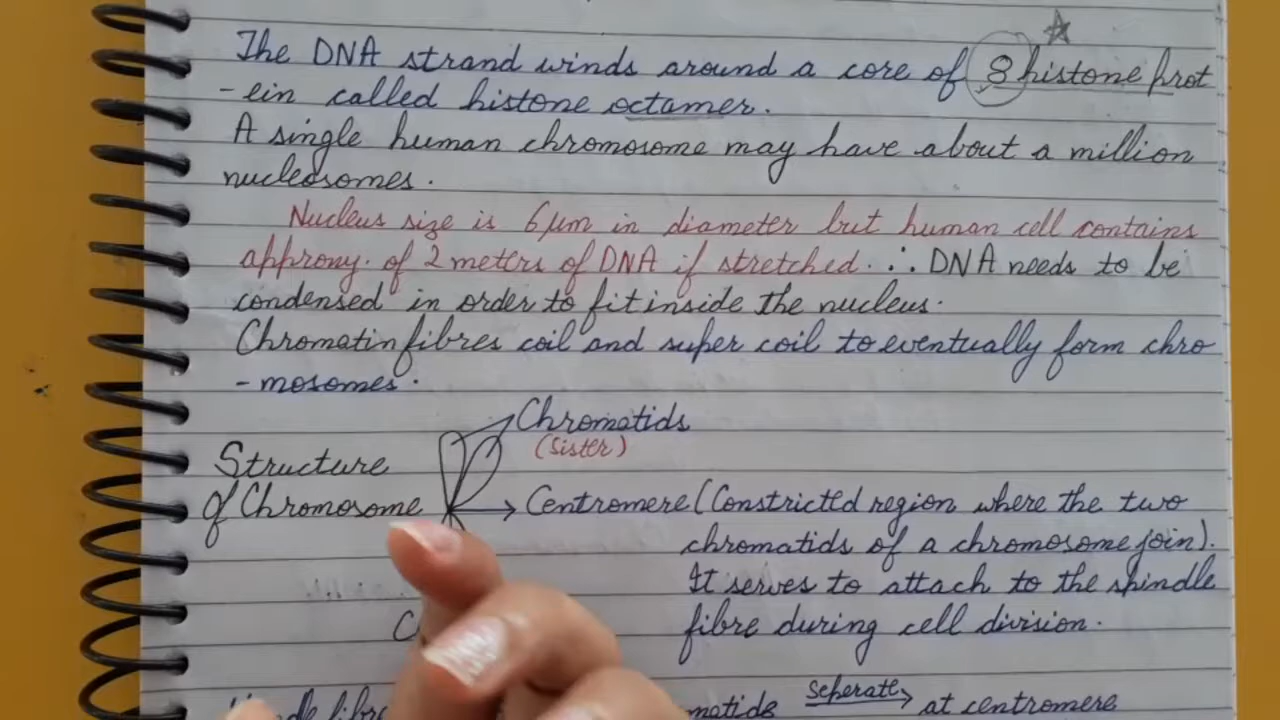 The DNA strand winds around a core of 8 histone prot
-ein called histone octamer.
A single human chromosome may have about a million
nucleosomes.
Nucleus size is 6 µm in diameter but human cell contains
approxy. of 2 meters of DNA if stretched. ∴ DNA needs to be
condensed in order to fit inside the nucleus.
Chromatin fibres coil and super coil to eventually form chro
-mosomes.
Chromatids
(Sister)
Structure
of Chromosome
Centromere (Constricted region where the two
chromatids of a chromosome join).
It serves to attach to the spindle
fibre during cell division.
seperate
at centromere